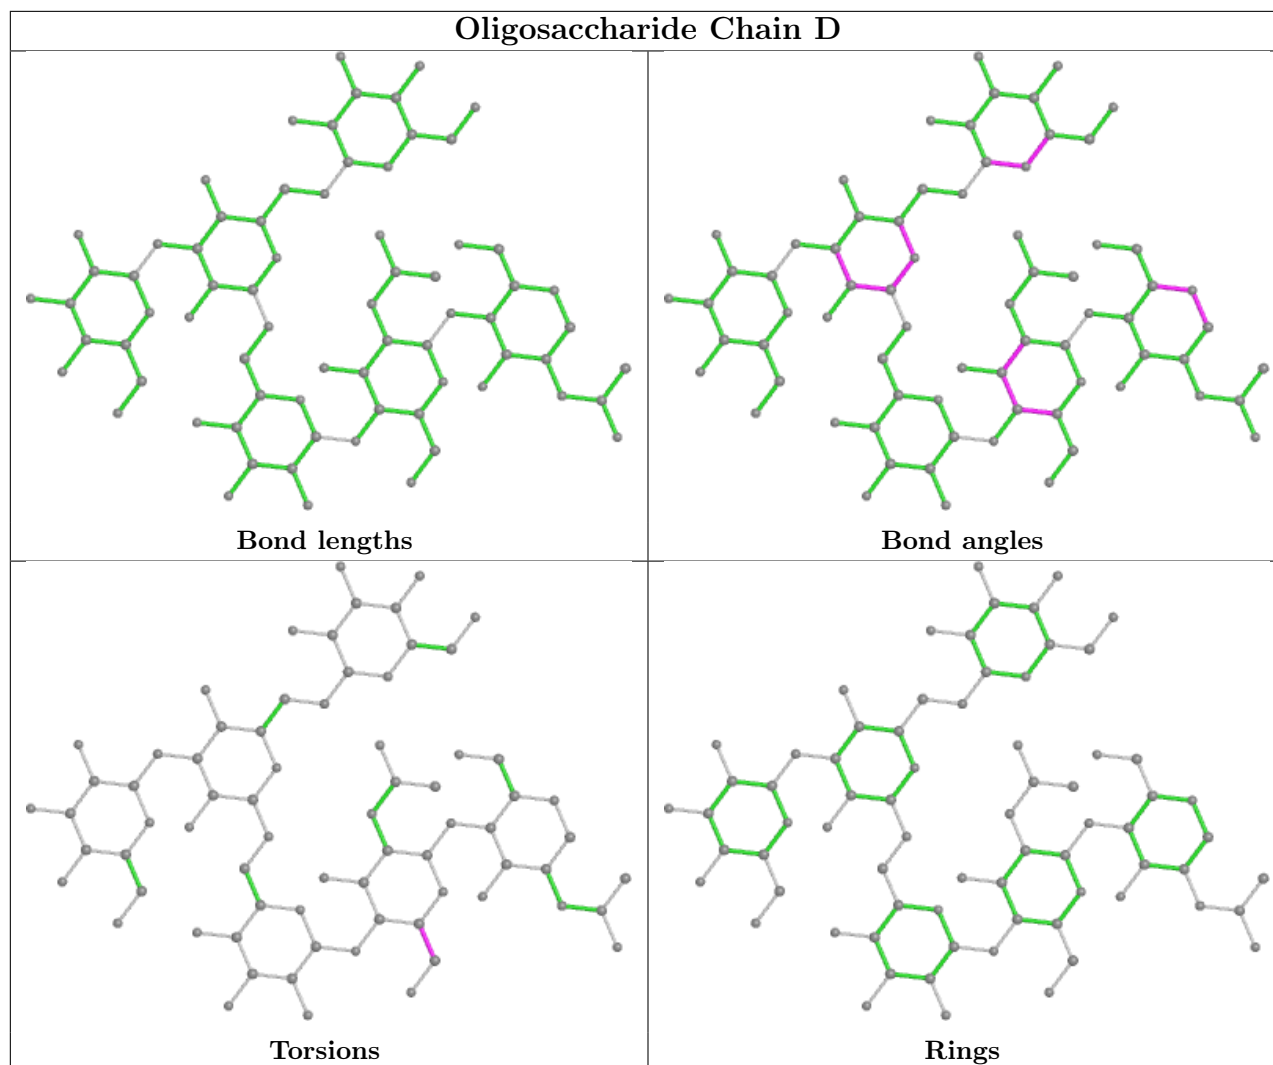 Oligosaccharide Chain D
Bond lengths
Bond angles
Torsions
Rings